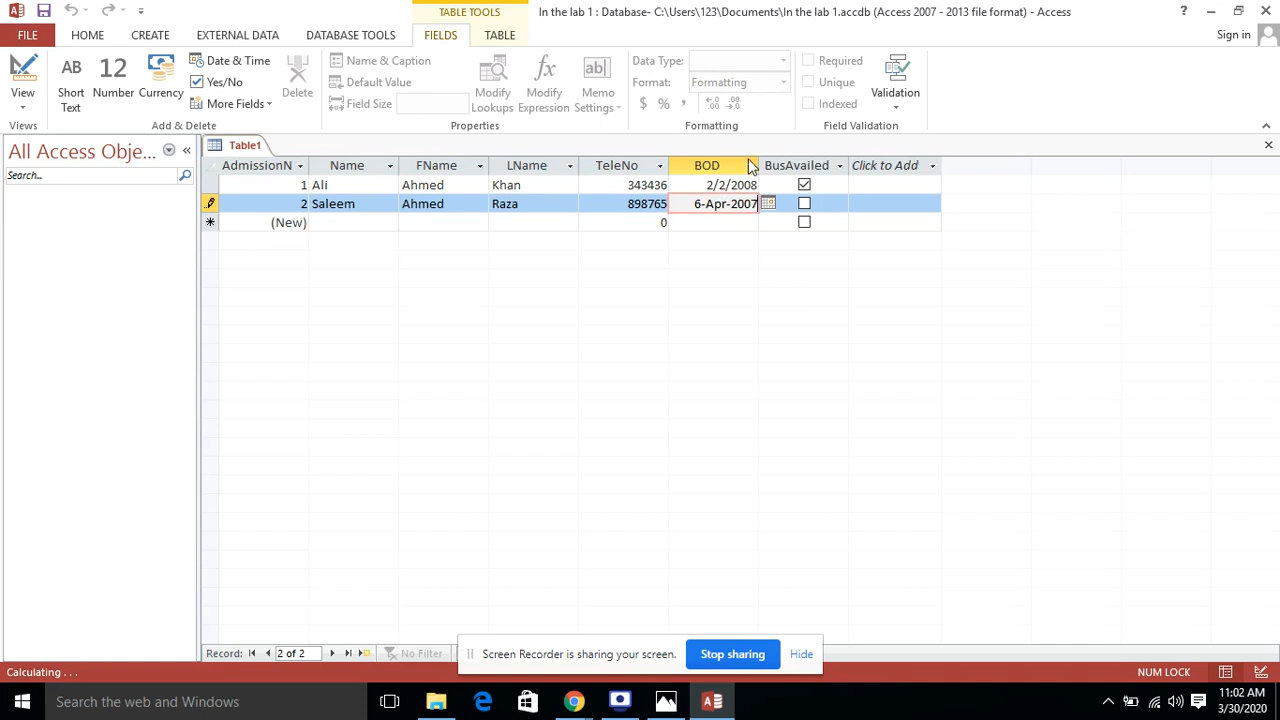 TABLE TOOLS
In the lab 1 : Database- C:\Users\123\Documents\In the lab 1.accdb (Access 2007 - 2013 file format) - Access
?
FILE HOME CREATE EXTERNAL DATA DATABASE TOOLS FIELDS TABLE Sign in
View
Views
AB Short Text
12 Number
Currency
Date & Time
Yes/No
More Fields
Delete
Add & Delete
Name & Caption
Default Value
Field Size
Modify Lookups
fx Modify Expression
ab Memo Settings
Properties
Data Type:
Format: Formatting
$ % ,
Formatting
Required
Unique
Indexed
Validation
Field Validation
All Access Obje...
Search...
Table1
AdmissionN Name FName LName TeleNo BOD BusAvailed Click to Add
1 Ali Ahmed Khan 343436 2/2/2008
2 Saleem Ahmed Raza 898765 6-Apr-2007
(New) 0
Record: 2 of 2 No Filter
Screen Recorder is sharing your screen. Stop sharing Hide
Calculating . . . NUM LOCK
Search the web and Windows
11:02 AM
3/30/2020